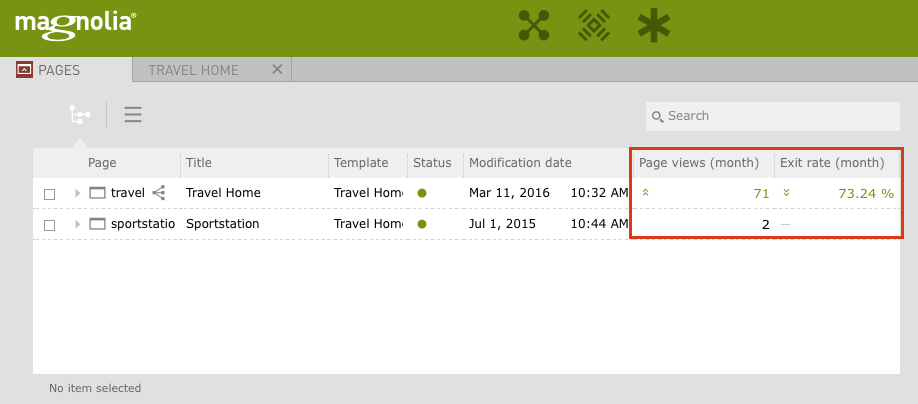 magnolia®
PAGES TRAVEL HOME
Search
Page Title Template Status Modification date Page views (month) Exit rate (month)
travel Travel Home Travel Hom Mar 11, 2016 10:32 AM 71 73.24 %
sportstatio Sportstation Travel Hom Jul 1, 2015 10:44 AM 2 —
No item selected